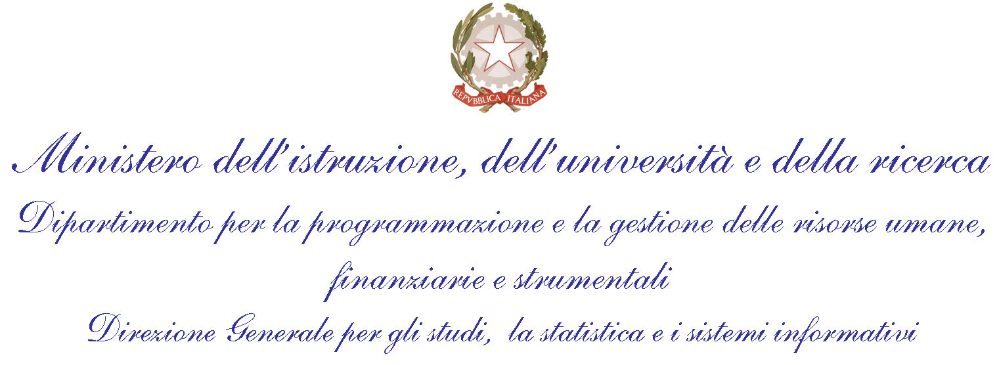 REPVBBLICA ITALIANA
Ministero dell'istruzione, dell'università e della ricerca
Dipartimento per la programmazione e la gestione delle risorse umane,
finanziarie e strumentali
Direzione Generale per gli studi, la statistica e i sistemi informativi